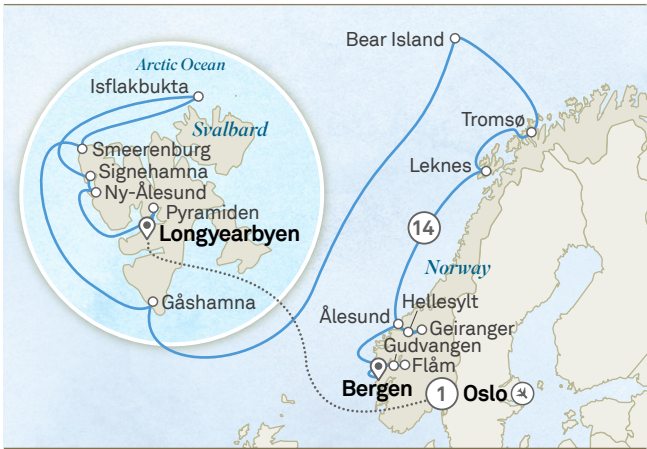 Bear Island
Arctic Ocean
Isflakbukta
Svalbard
Tromsø
Smeerenburg
Signehamna
Leknes
Ny-Ålesund
Pyramiden
Longyearbyen
14
Norway
Gåshamna
Hellesylt
Ålesund
Geiranger
Gudvangen
Flåm
Bergen
1
Oslo